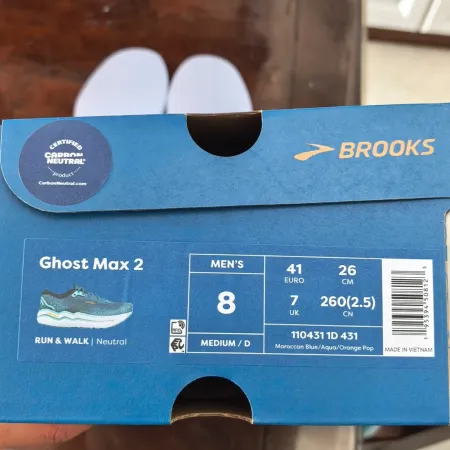 CERTIFIED
CARBON
NEUTRAL
product
CarbonNeutral.com
BROOKS
Ghost Max 2
RUN & WALK | Neutral
MEN'S
8
MEDIUM / D
41
EURO
26
CM
7
UK
260(2.5)
CN
110431 1D 431
Moroccan Blue/Aqua/Orange Pop
MADE IN VIETNAM